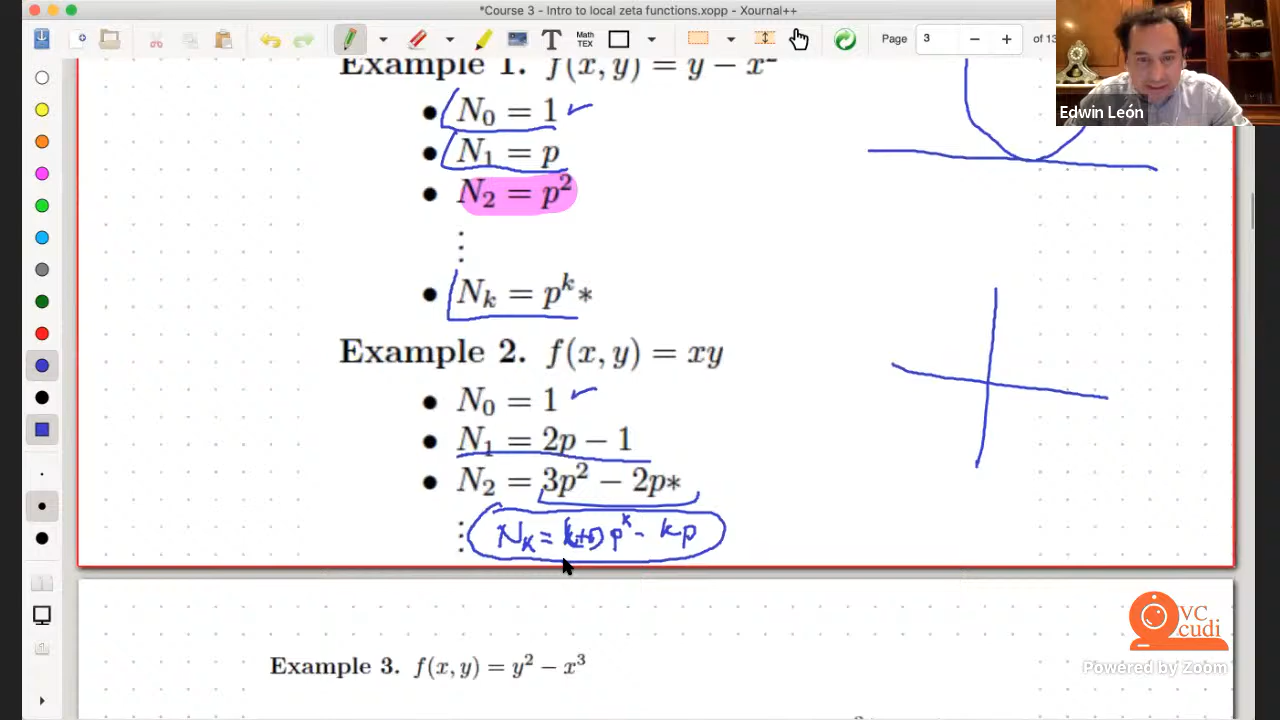 *Course 3 - Intro to local zeta functions.xopp - Xournal++
T Math TEX Page 3 of 13
Edwin León
Example 1. f(x, y) = y − x²
• N₀ = 1 ✓
• N₁ = p
• N₂ = p²
⋮
• Nₖ = pᵏ*
Example 2. f(x, y) = xy
• N₀ = 1 ✓
• N₁ = 2p − 1
• N₂ = 3p² − 2p*
⋮ Nₖ = (k+1) pᵏ − kp
Example 3. f(x, y) = y² − x³
VC
cudi
Powered by Zoom